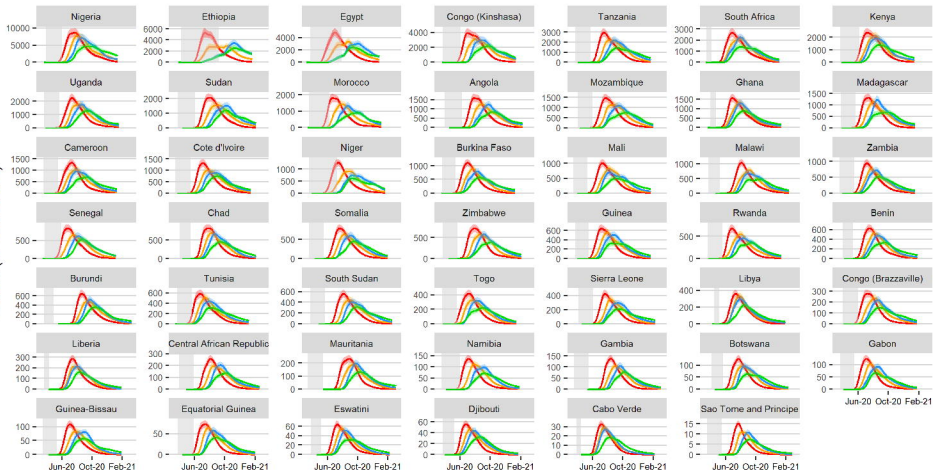 Nigeria Ethiopia Egypt Congo (Kinshasa) Tanzania South Africa Kenya
10000 6000 6000 4000 3000 3000 2000
5000 4000 4000 2000 2000 2000 1000
0 2000 2000 0 1000 1000 0
0 0 0 0
Uganda Sudan Morocco Angola Mozambique Ghana Madagascar
2000 2000 2000 1500 1500 1500 1500
1000 1000 1000 1000 1000 1000 1000
0 0 0 500 500 500 500
0 0 0 0
Cameroon Cote d'Ivoire Niger Burkina Faso Mali Malawi Zambia
1500 1500 1000 1000 1000 1000 1000
1000 1000 500 500 500 500 500
500 500 0 0 0 0 0
0 0
Senegal Chad Somalia Zimbabwe Guinea Rwanda Benin
500 500 500 500 600 500 600
0 0 0 0 400 0 400
200 200
0 0
Burundi Tunisia South Sudan Togo Sierra Leone Libya Congo (Brazzaville)
600 600 600 400 400 400 300
400 400 400 200 200 200 200
200 200 200 0 0 0 100
0 0 0 0
Liberia Central African Republic Mauritania Namibia Gambia Botswana Gabon
300 300 200 150 150 100 100
200 200 100 100 100 50 50
100 100 0 50 50 0 0
0 0 0 0
Jun-20 Oct-20 Feb-21
Guinea-Bissau Equatorial Guinea Eswatini Djibouti Cabo Verde Sao Tome and Principe
100 50 60 60 30 15
50 0 40 40 20 10
0 20 20 10 5
0 0 0 0
Jun-20 Oct-20 Feb-21 Jun-20 Oct-20 Feb-21 Jun-20 Oct-20 Feb-21 Jun-20 Oct-20 Feb-21 Jun-20 Oct-20 Feb-21 Jun-20 Oct-20 Feb-21